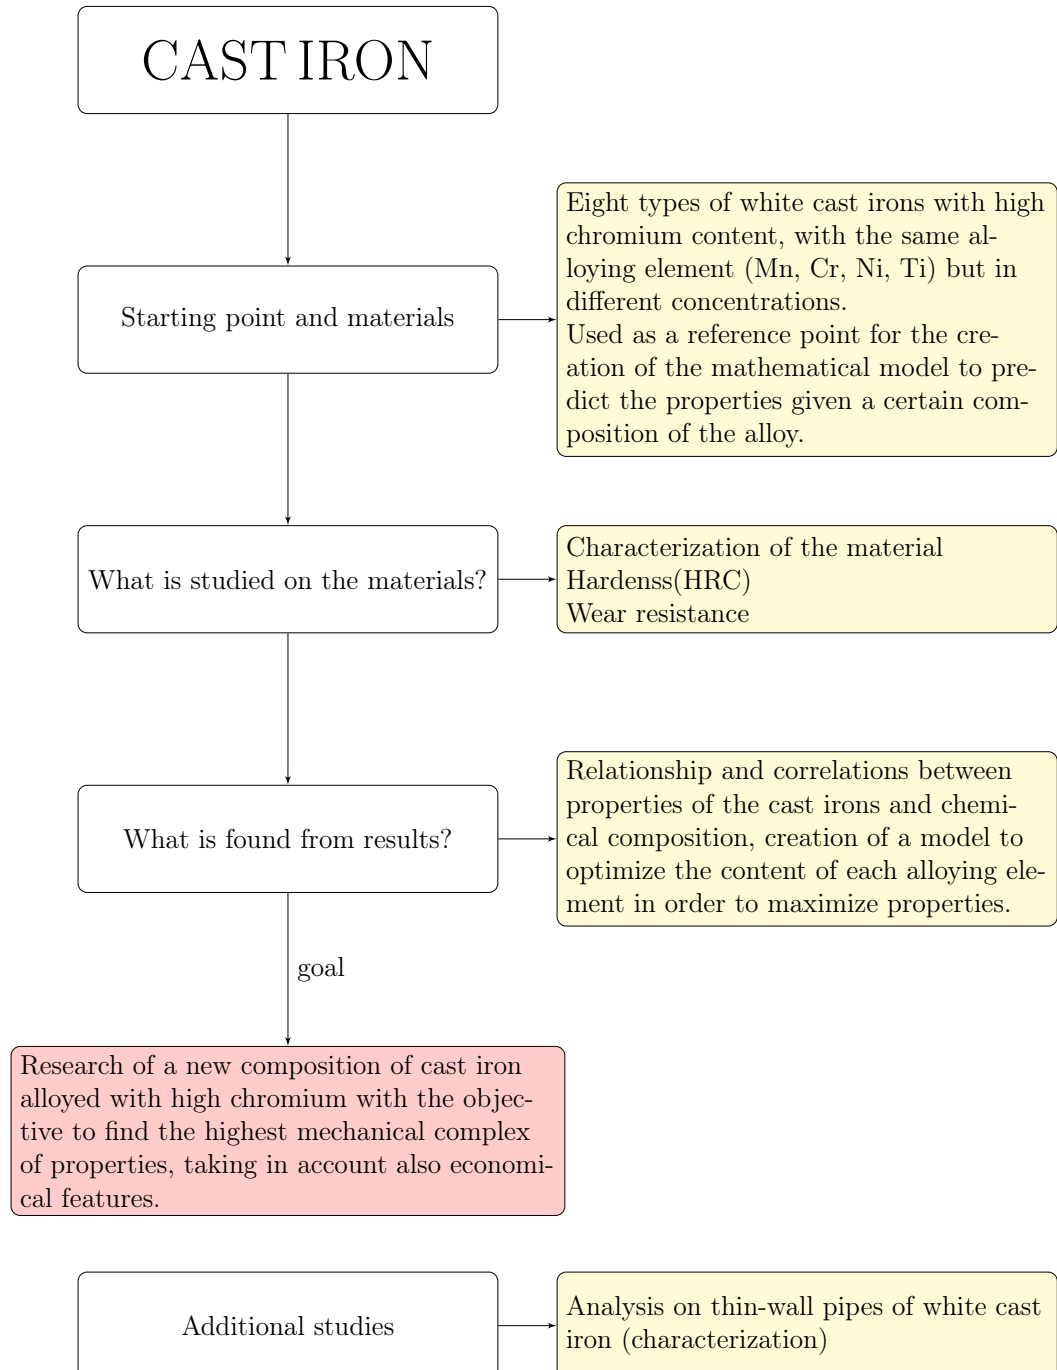 CAST IRON
Starting point and materials
Eight types of white cast irons with high
chromium content, with the same al-
loying element (Mn, Cr, Ni, Ti) but in
different concentrations.
Used as a reference point for the cre-
ation of the mathematical model to pre-
dict the properties given a certain com-
position of the alloy.
What is studied on the materials?
Characterization of the material
Hardenss(HRC)
Wear resistance
What is found from results?
Relationship and correlations between
properties of the cast irons and chemi-
cal composition, creation of a model to
optimize the content of each alloying ele-
ment in order to maximize properties.
goal
Research of a new composition of cast iron
alloyed with high chromium with the objec-
tive to find the highest mechanical complex
of properties, taking in account also economi-
cal features.
Additional studies
Analysis on thin-wall pipes of white cast
iron (characterization)